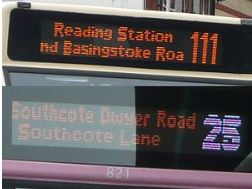 Reading Station
nd Basingstoke Roa
111
Southcote Dwyer Road
Southcote Lane
25
821